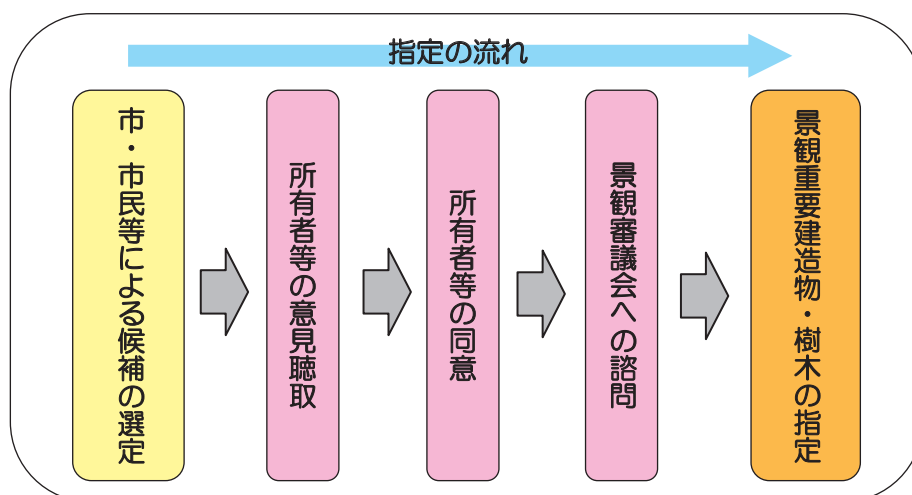 指定の流れ
市・市民等による候補の選定
所有者等の意見聴取
所有者等の同意
景観審議会への諮問
景観重要建造物・樹木の指定